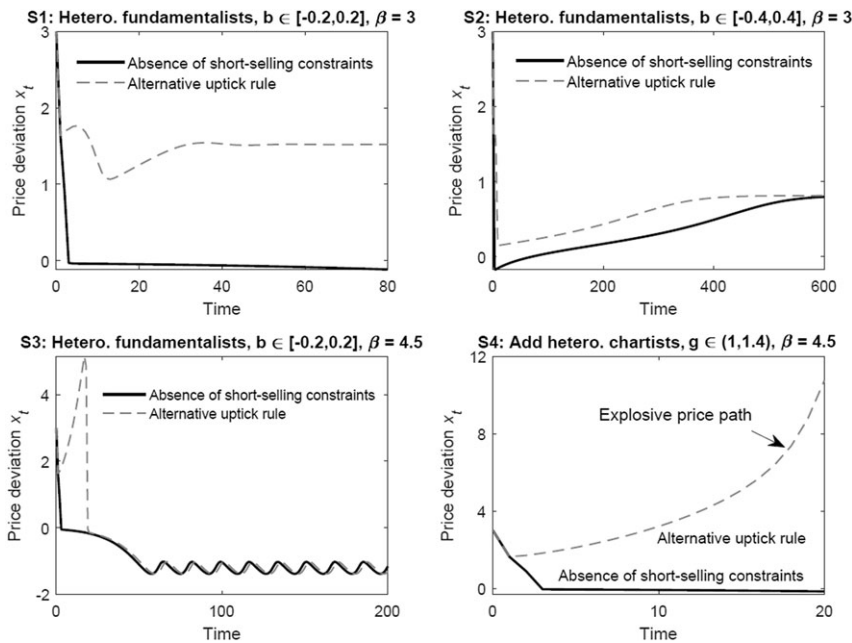 S1: Hetero. fundamentalists, b ∈ [-0.2,0.2], β = 3
3
2
1
0
Price deviation x_t
Absence of short-selling constraints
Alternative uptick rule
0 20 40 60 80
Time
S2: Hetero. fundamentalists, b ∈ [-0.4,0.4], β = 3
3
2
1
0
Price deviation x_t
Absence of short-selling constraints
Alternative uptick rule
0 200 400 600
Time
S3: Hetero. fundamentalists, b ∈ [-0.2,0.2], β = 4.5
4
2
0
-2
Price deviation x_t
Absence of short-selling constraints
Alternative uptick rule
0 100 200
Time
S4: Add hetero. chartists, g ∈ (1,1.4), β = 4.5
12
8
4
0
Price deviation x_t
Explosive price path
Alternative uptick rule
Absence of short-selling constraints
0 10 20
Time